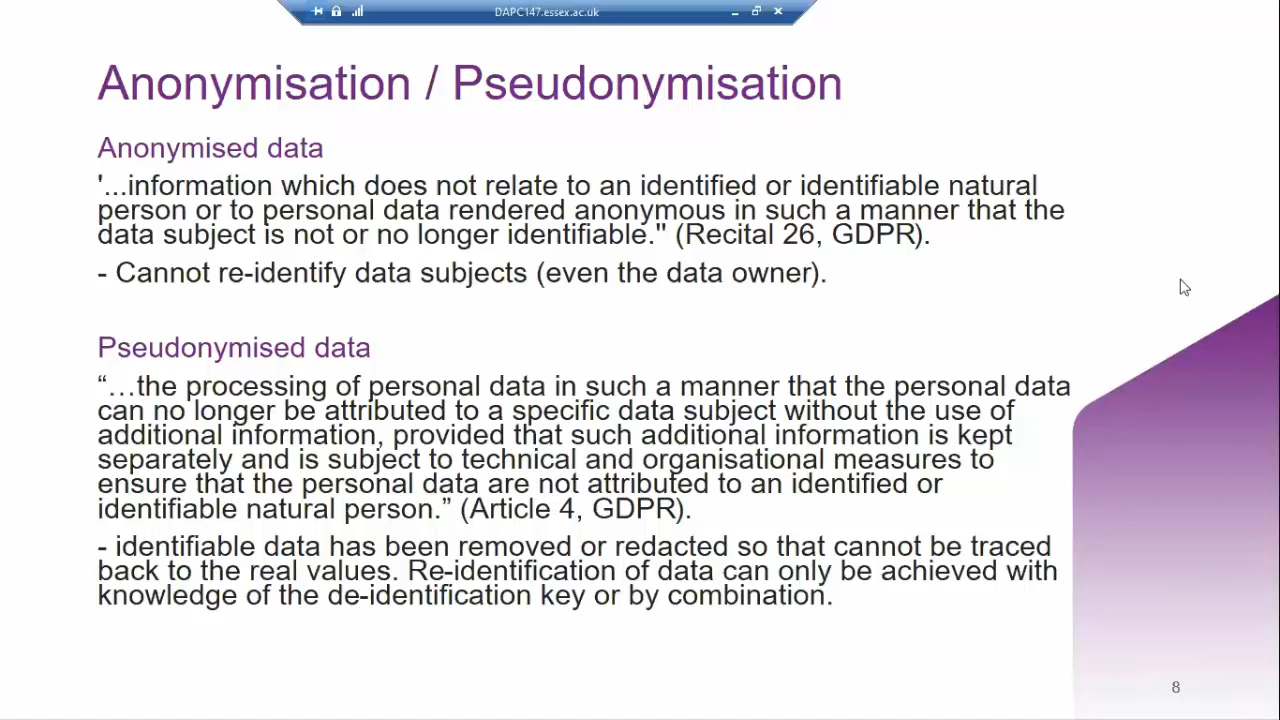 DAPC147.essex.ac.uk
Anonymisation / Pseudonymisation
Anonymised data
'...information which does not relate to an identified or identifiable natural
person or to personal data rendered anonymous in such a manner that the
data subject is not or no longer identifiable." (Recital 26, GDPR).
- Cannot re-identify data subjects (even the data owner).
Pseudonymised data
“…the processing of personal data in such a manner that the personal data
can no longer be attributed to a specific data subject without the use of
additional information, provided that such additional information is kept
separately and is subject to technical and organisational measures to
ensure that the personal data are not attributed to an identified or
identifiable natural person.” (Article 4, GDPR).
- identifiable data has been removed or redacted so that cannot be traced
back to the real values. Re-identification of data can only be achieved with
knowledge of the de-identification key or by combination.
8